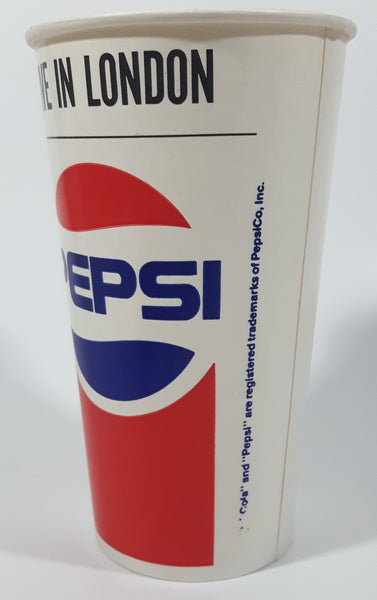 IN LONDON
PEPSI
Cola" and "Pepsi" are registered trademarks of PepsiCo, Inc.